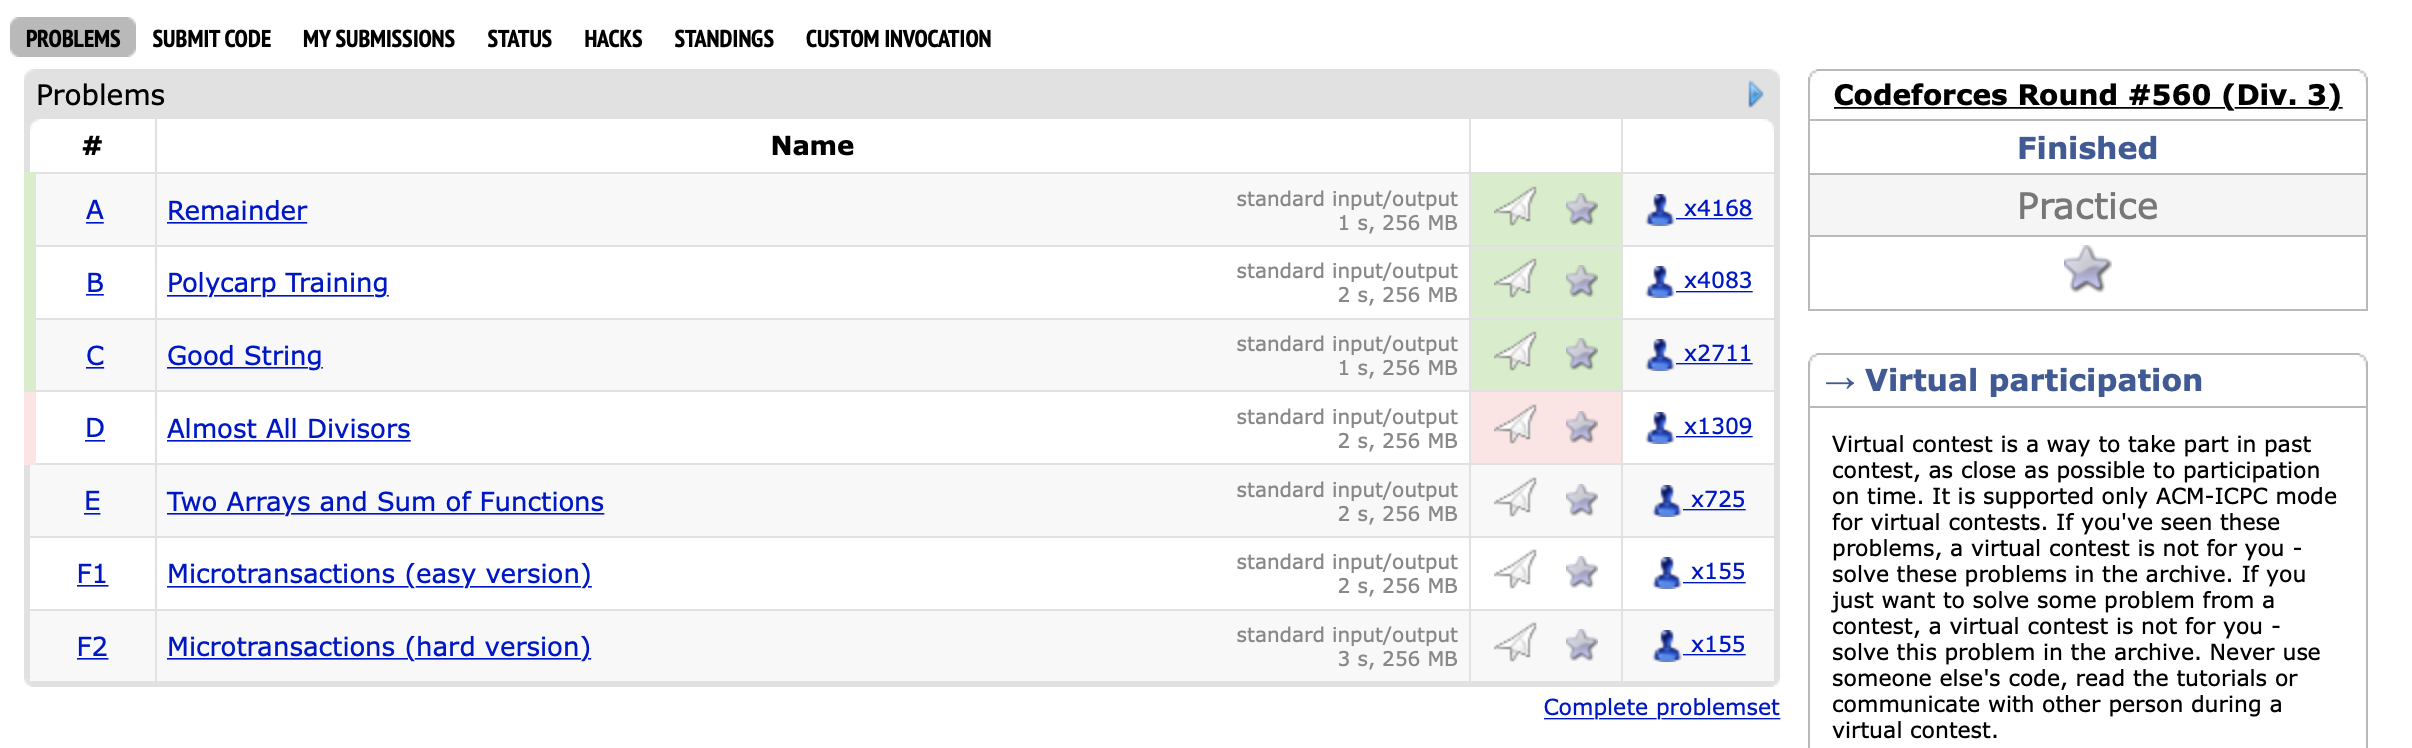 PROBLEMS SUBMIT CODE MY SUBMISSIONS STATUS HACKS STANDINGS CUSTOM INVOCATION
Problems
# Name
A Remainder standard input/output x4168
1 s, 256 MB
B Polycarp Training standard input/output x4083
2 s, 256 MB
C Good String standard input/output x2711
1 s, 256 MB
D Almost All Divisors standard input/output x1309
2 s, 256 MB
E Two Arrays and Sum of Functions standard input/output x725
2 s, 256 MB
F1 Microtransactions (easy version) standard input/output x155
2 s, 256 MB
F2 Microtransactions (hard version) standard input/output x155
3 s, 256 MB
Complete problemset
Codeforces Round #560 (Div. 3)
Finished
Practice
→ Virtual participation
Virtual contest is a way to take part in past
contest, as close as possible to participation
on time. It is supported only ACM-ICPC mode
for virtual contests. If you've seen these
problems, a virtual contest is not for you -
solve these problems in the archive. If you
just want to solve some problem from a
contest, a virtual contest is not for you -
solve this problem in the archive. Never use
someone else's code, read the tutorials or
communicate with other person during a
virtual contest.